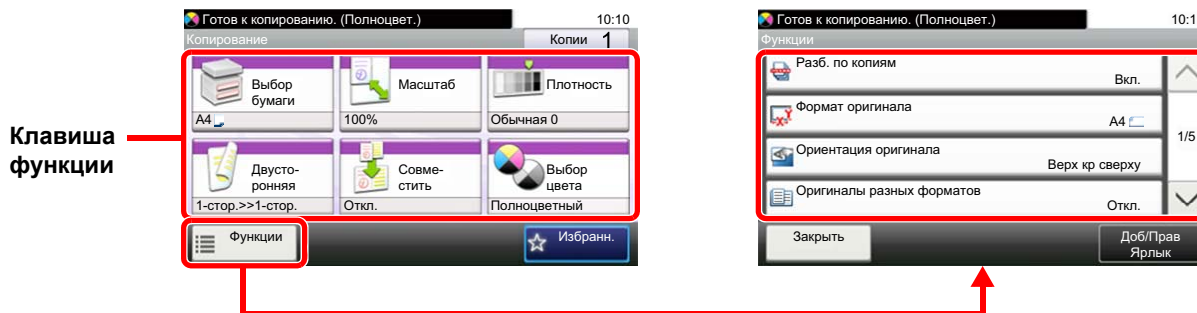 Клавиша
функции
Готов к копированию. (Полноцвет.) 10:10
Копирование Копии 1
Выбор
бумаги
A4
Масштаб
100%
Плотность
Обычная 0
Двусто-
ронняя
1-стор.>>1-стор.
Совме-
стить
Откл.
Выбор
цвета
Полноцветный
Функции
Избранн.
Готов к копированию. (Полноцвет.) 10:1
Функции
Разб. по копиям
Вкл.
Формат оригинала
A4
Ориентация оригинала
Верх кр сверху
Оригиналы разных форматов
Откл.
1/5
Закрыть
Доб/Прав
Ярлык